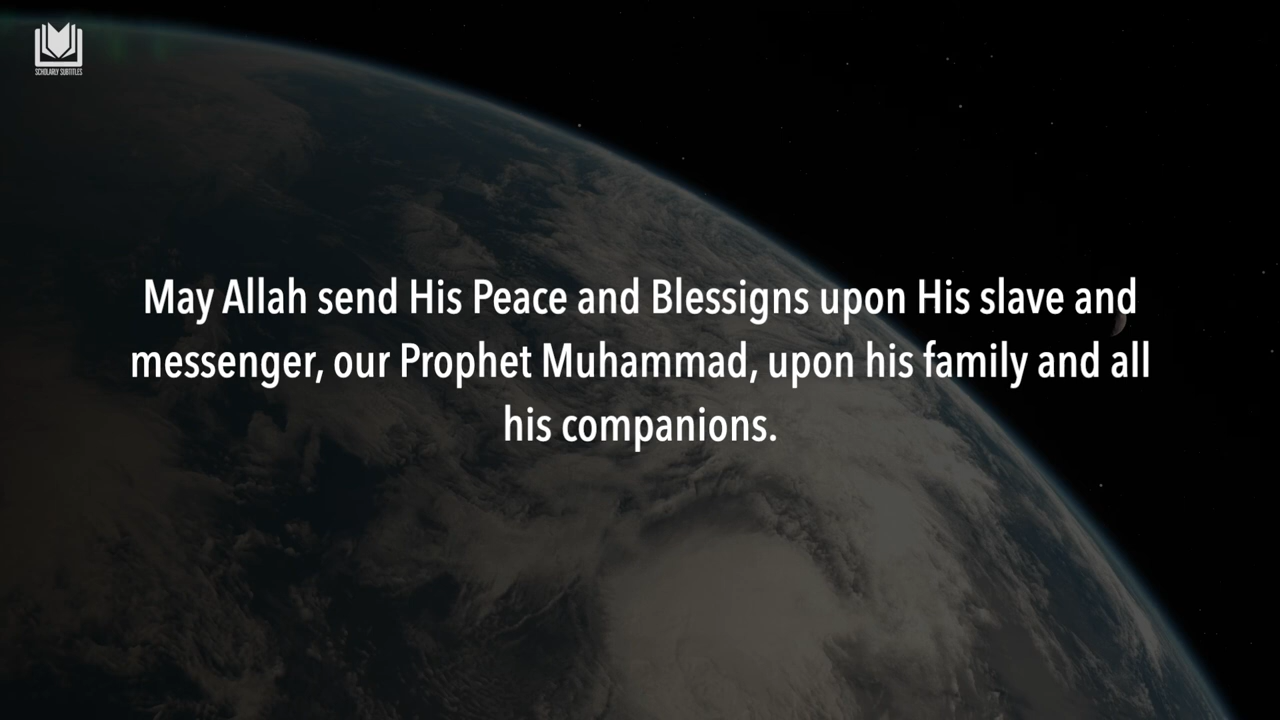 SCHOLARLY SUBTITLES
May Allah send His Peace and Blessigns upon His slave and
messenger, our Prophet Muhammad, upon his family and all
his companions.